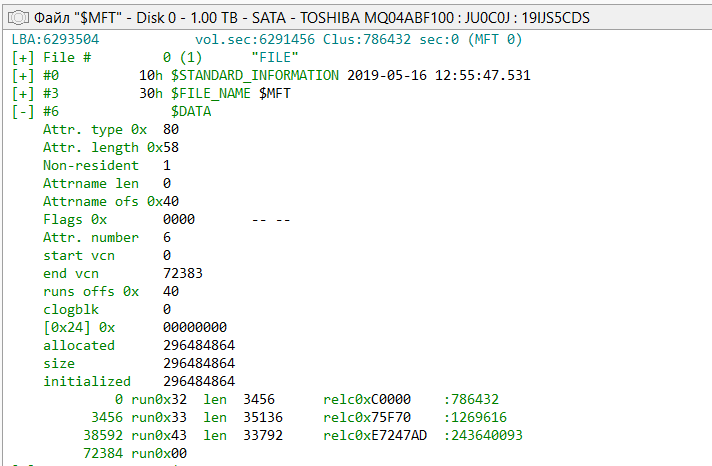 Файл "$MFT" - Disk 0 - 1.00 TB - SATA - TOSHIBA MQ04ABF100 : JU0C0J : 19IJS5CDS
LBA:6293504 vol.sec:6291456 Clus:786432 sec:0 (MFT 0)
[+] File # 0 (1) "FILE"
[+] #0 10h $STANDARD_INFORMATION 2019-05-16 12:55:47.531
[+] #3 30h $FILE_NAME $MFT
[-] #6 $DATA
Attr. type 0x 80
Attr. length 0x58
Non-resident 1
Attrname len 0
Attrname ofs 0x40
Flags 0x 0000 -- --
Attr. number 6
start vcn 0
end vcn 72383
runs offs 0x 40
clogblk 0
[0x24] 0x 00000000
allocated 296484864
size 296484864
initialized 296484864
0 run0x32 len 3456 relc0xC0000 :786432
3456 run0x33 len 35136 relc0x75F70 :1269616
38592 run0x43 len 33792 relc0xE7247AD :243640093
72384 run0x00